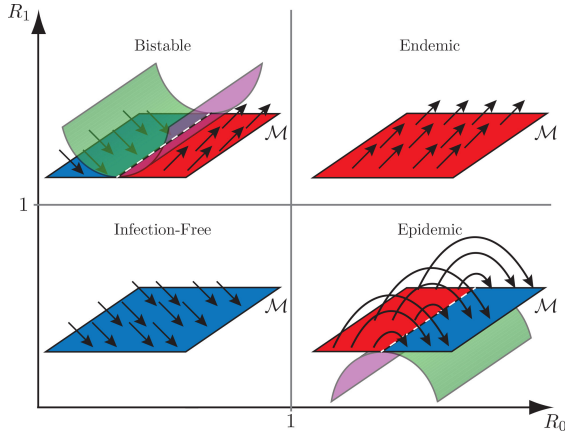 R₁
Bistable
Endemic
ℳ
ℳ
1
Infection-Free
Epidemic
ℳ
ℳ
1
R₀